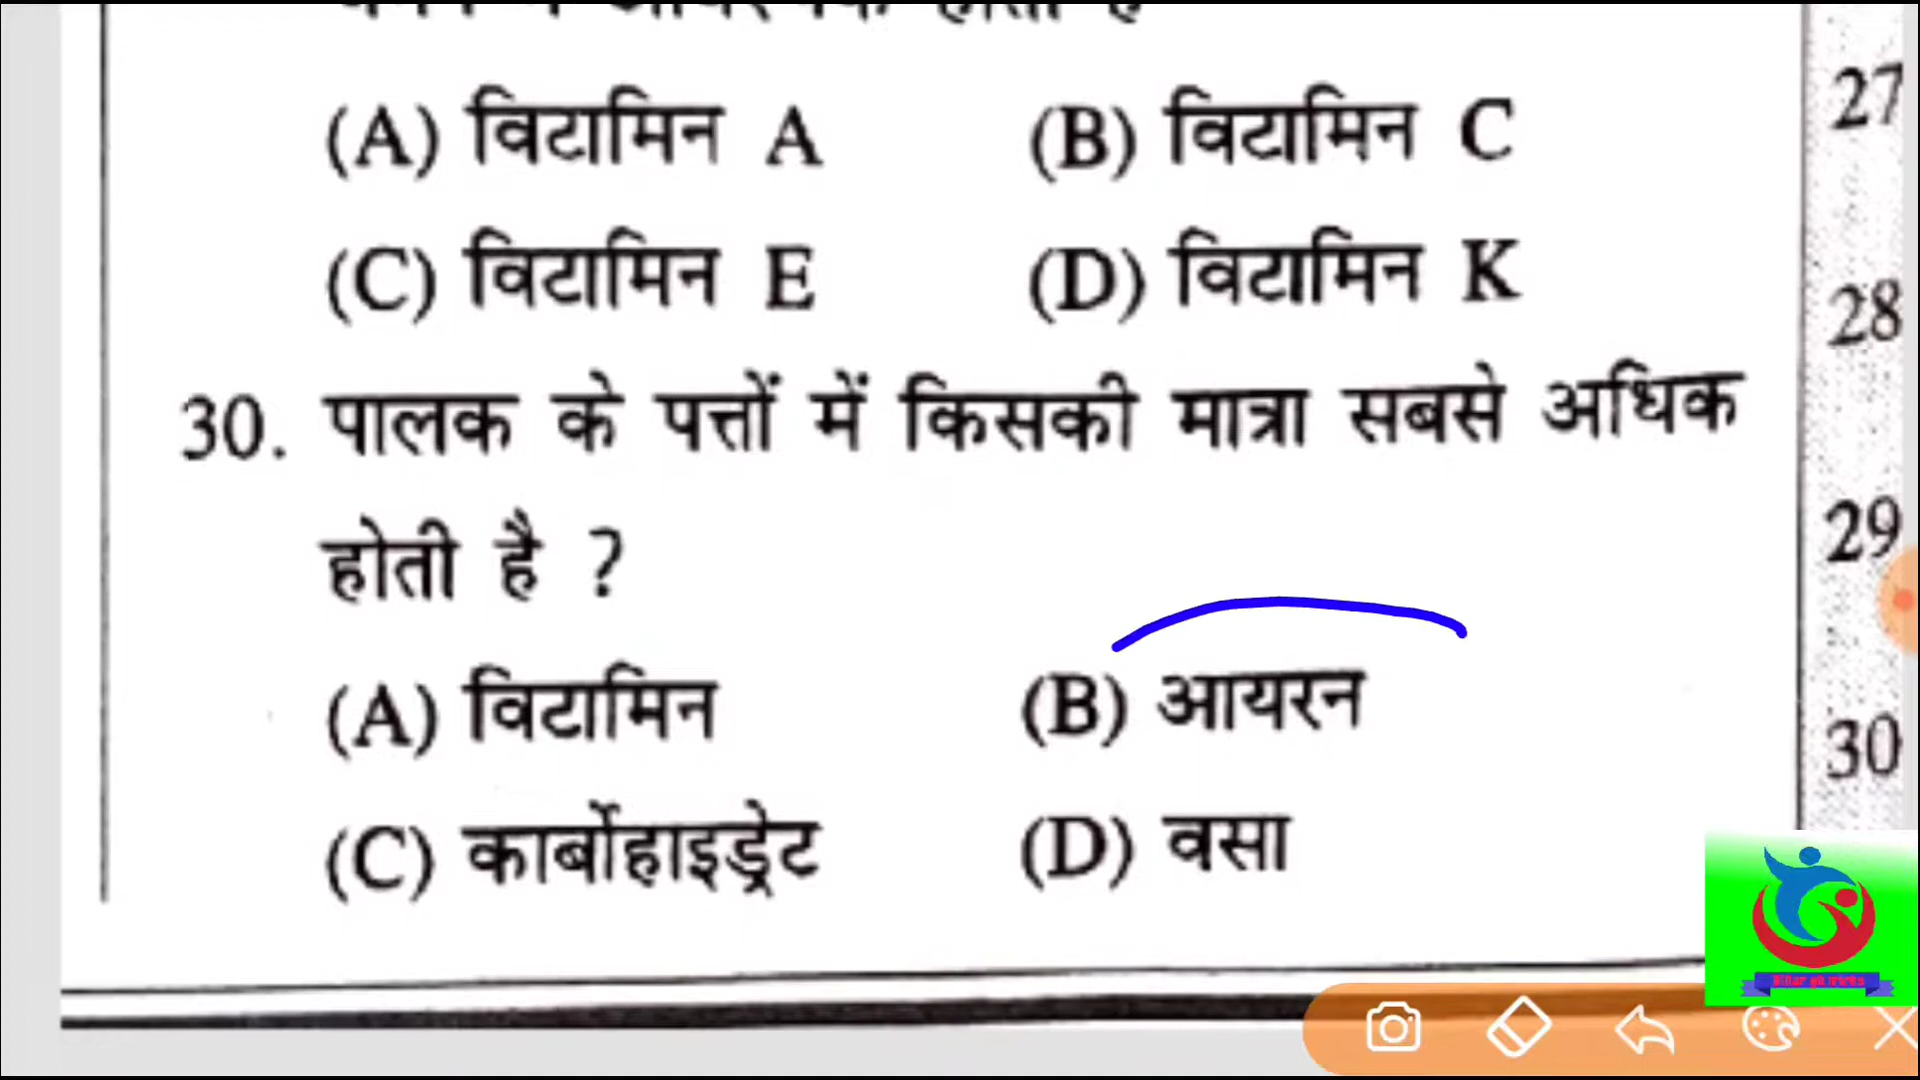 (A) विटामिन A (B) विटामिन C 27
(C) विटामिन E (D) विटामिन K 28
30. पालक के पत्तों में किसकी मात्रा सबसे अधिक
होती है ? 29
(A) विटामिन (B) आयरन 30
(C) कार्बोहाइड्रेट (D) वसा